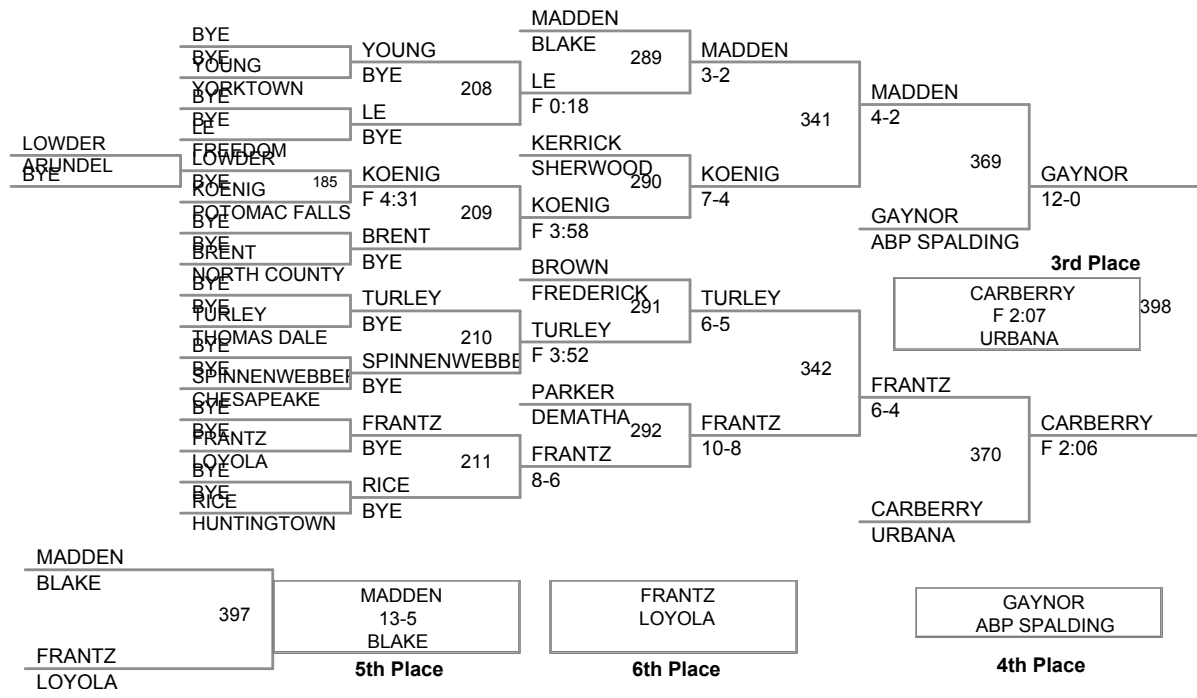 LOWDER
ARUNDEL
BYE
BYE
BYE
YOUNG
YORKTOWN
BYE
BYE
LE
FREEDOM
LOWDER
BYE
185
KOENIG
POTOMAC FALLS
BYE
BYE
BRENT
NORTH COUNTY
BYE
BYE
TURLEY
THOMAS DALE
BYE
BYE
SPINNENWEBBER
CHESAPEAKE
BYE
BYE
FRANTZ
LOYOLA
BYE
BYE
RICE
HUNTINGTOWN
YOUNG
BYE
208
LE
BYE
KOENIG
F 4:31
209
BRENT
BYE
TURLEY
BYE
210
SPINNENWEBBE
BYE
FRANTZ
BYE
211
RICE
BYE
MADDEN
BLAKE
289
LE
F 0:18
KERRICK
SHERWOOD
290
KOENIG
F 3:58
BROWN
FREDERICK
291
TURLEY
F 3:52
PARKER
DEMATHA
292
FRANTZ
8-6
MADDEN
3-2
341
KOENIG
7-4
TURLEY
6-5
342
FRANTZ
10-8
MADDEN
4-2
369
GAYNOR
ABP SPALDING
FRANTZ
6-4
370
CARBERRY
URBANA
GAYNOR
12-0
CARBERRY
F 2:06
3rd Place
CARBERRY
F 2:07
URBANA
398
MADDEN
BLAKE
397
FRANTZ
LOYOLA
MADDEN
13-5
BLAKE
5th Place
FRANTZ
LOYOLA
6th Place
GAYNOR
ABP SPALDING
4th Place